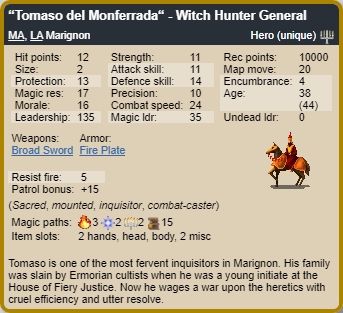 “Tomaso del Monferrada“ - Witch Hunter General
MA, LA Marignon Hero (unique)
Hit points: 12 Strength: 11 Rec points: 10000
Size: 2 Attack skill: 11 Map move: 20
Protection: 13 Defence skill: 14 Encumbrance: 4
Magic res: 17 Precision: 10 Age: 38
Morale: 16 Combat speed: 24 (44)
Leadership: 135 Magic ldr: 35 Undead ldr: 0
Weapons: Armor:
Broad Sword Fire Plate
Resist fire: 5
Patrol bonus: +15
(Sacred, mounted, inquisitor, combat-caster)
Magic paths: 3 2 2 15
Item slots: 2 hands, head, body, 2 misc
Tomaso is one of the most fervent inquisitors in Marignon. His family
was slain by Ermorian cultists when he was a young initiate at the
House of Fiery Justice. Now he wages a war upon the heretics with
cruel efficiency and utter resolve.